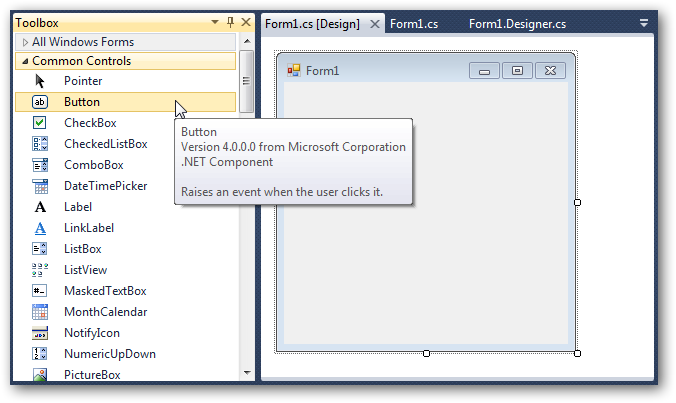 Toolbox
All Windows Forms
Common Controls
Pointer
ab Button
CheckBox
CheckedListBox
ComboBox
DateTimePicker
A Label
A LinkLabel
ListBox
ListView
MaskedTextBox
MonthCalendar
NotifyIcon
NumericUpDown
PictureBox
Button
Version 4.0.0.0 from Microsoft Corporation
.NET Component
Raises an event when the user clicks it.
Form1.cs [Design] Form1.cs Form1.Designer.cs
Form1